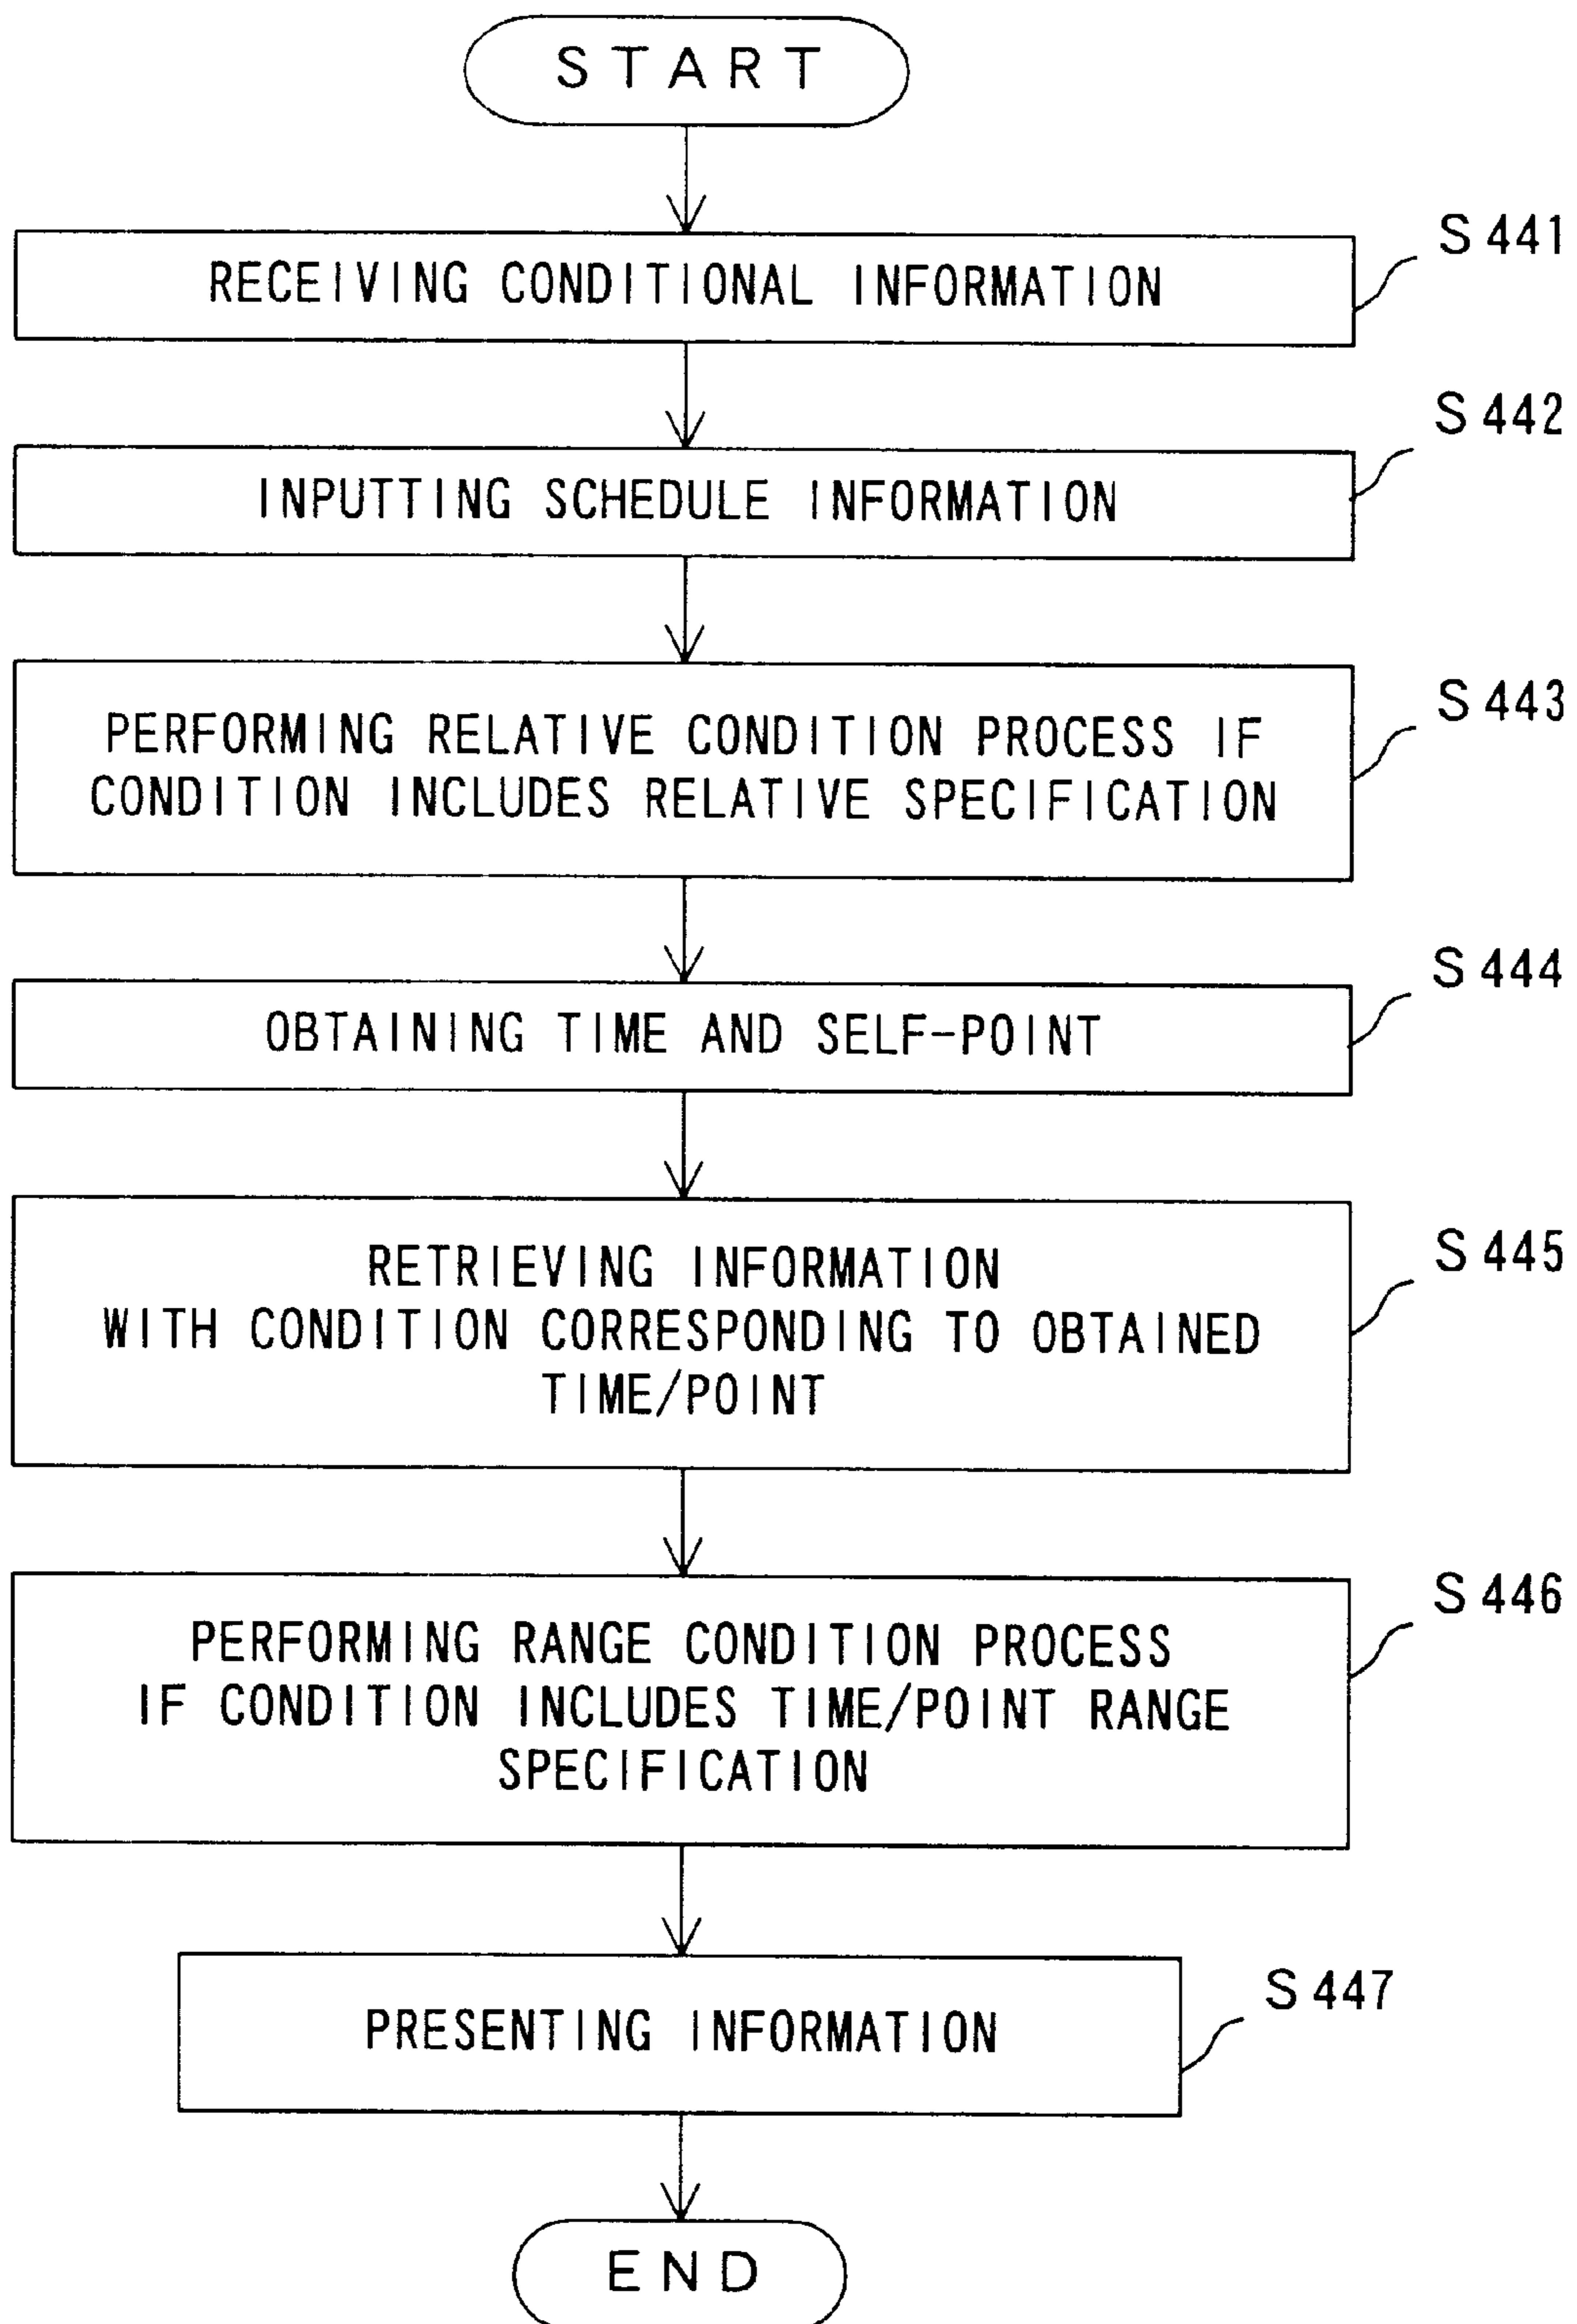 START
S441
RECEIVING CONDITIONAL INFORMATION
S442
INPUTTING SCHEDULE INFORMATION
S443
PERFORMING RELATIVE CONDITION PROCESS IF
CONDITION INCLUDES RELATIVE SPECIFICATION
S444
OBTAINING TIME AND SELF-POINT
S445
RETRIEVING INFORMATION
WITH CONDITION CORRESPONDING TO OBTAINED
TIME/POINT
S446
PERFORMING RANGE CONDITION PROCESS
IF CONDITION INCLUDES TIME/POINT RANGE
SPECIFICATION
S447
PRESENTING INFORMATION
END